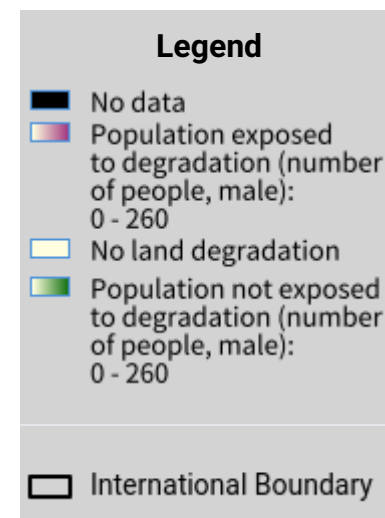 Legend
No data
Population exposed
to degradation (number
of people, male):
0 - 260
No land degradation
Population not exposed
to degradation (number
of people, male):
0 - 260
International Boundary